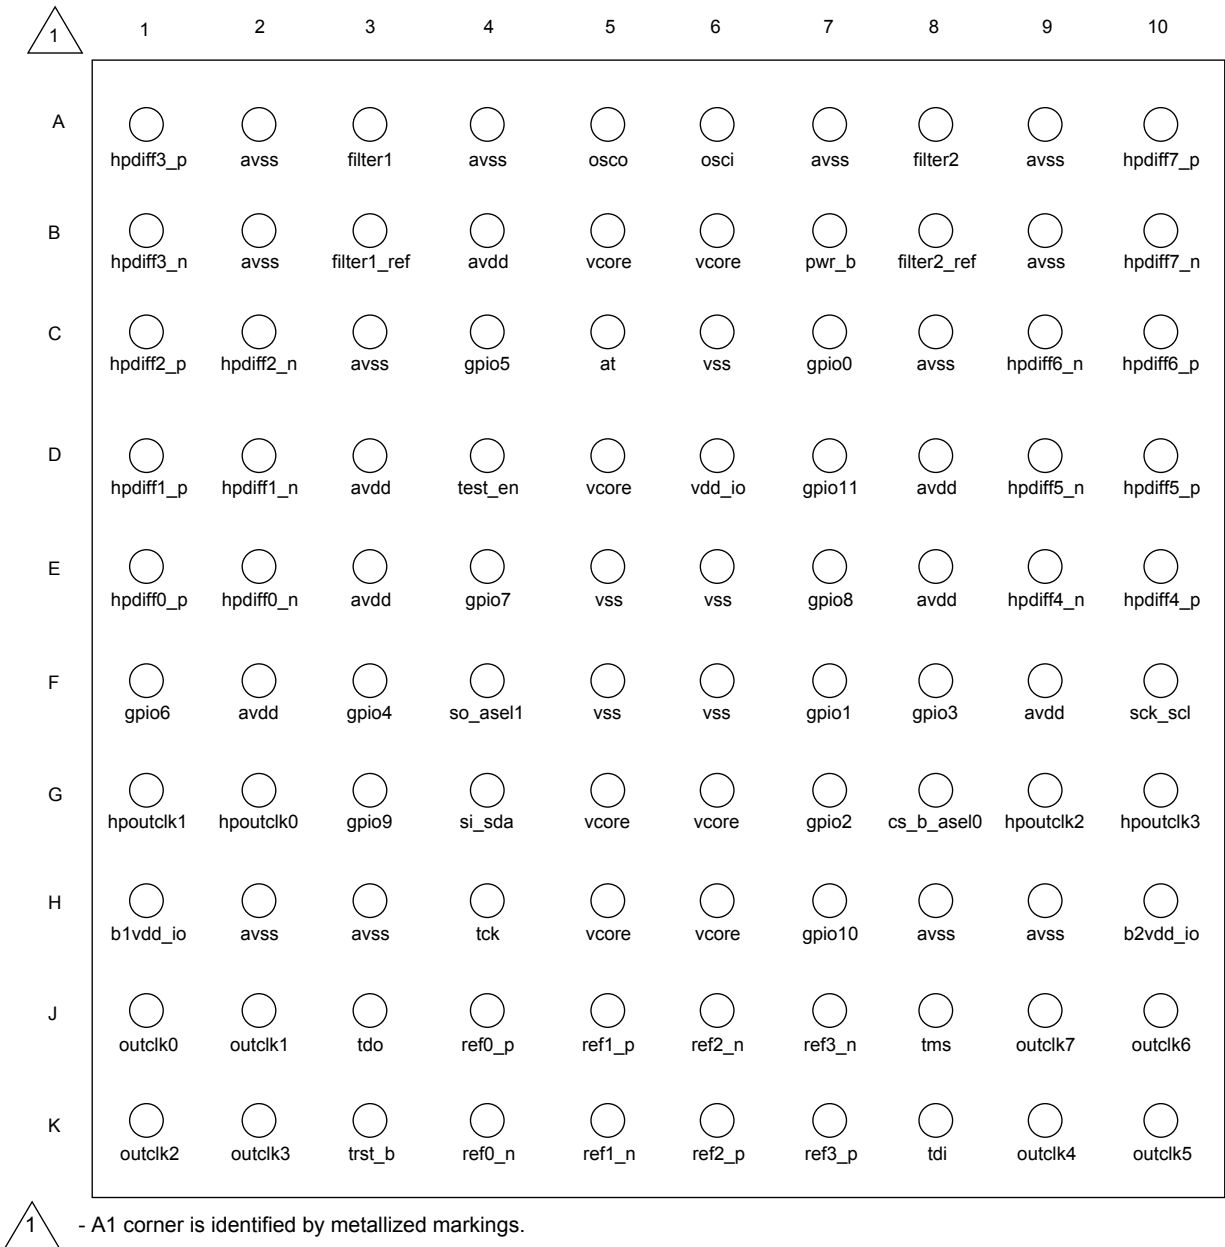 1 1 2 3 4 5 6 7 8 9 10
A
hpdiff3_p avss filter1 avss osco osci avss filter2 avss hpdiff7_p
B
hpdiff3_n avss filter1_ref avdd vcore vcore pwr_b filter2_ref avss hpdiff7_n
C
hpdiff2_p hpdiff2_n avss gpio5 at vss gpio0 avss hpdiff6_n hpdiff6_p
D
hpdiff1_p hpdiff1_n avdd test_en vcore vdd_io gpio11 avdd hpdiff5_n hpdiff5_p
E
hpdiff0_p hpdiff0_n avdd gpio7 vss vss gpio8 avdd hpdiff4_n hpdiff4_p
F
gpio6 avdd gpio4 so_asel1 vss vss gpio1 gpio3 avdd sck_scl
G
hpoutclk1 hpoutclk0 gpio9 si_sda vcore vcore gpio2 cs_b_asel0 hpoutclk2 hpoutclk3
H
b1vdd_io avss avss tck vcore vcore gpio10 avss avss b2vdd_io
J
outclk0 outclk1 tdo ref0_p ref1_p ref2_n ref3_n tms outclk7 outclk6
K
outclk2 outclk3 trst_b ref0_n ref1_n ref2_p ref3_p tdi outclk4 outclk5
1 - A1 corner is identified by metallized markings.